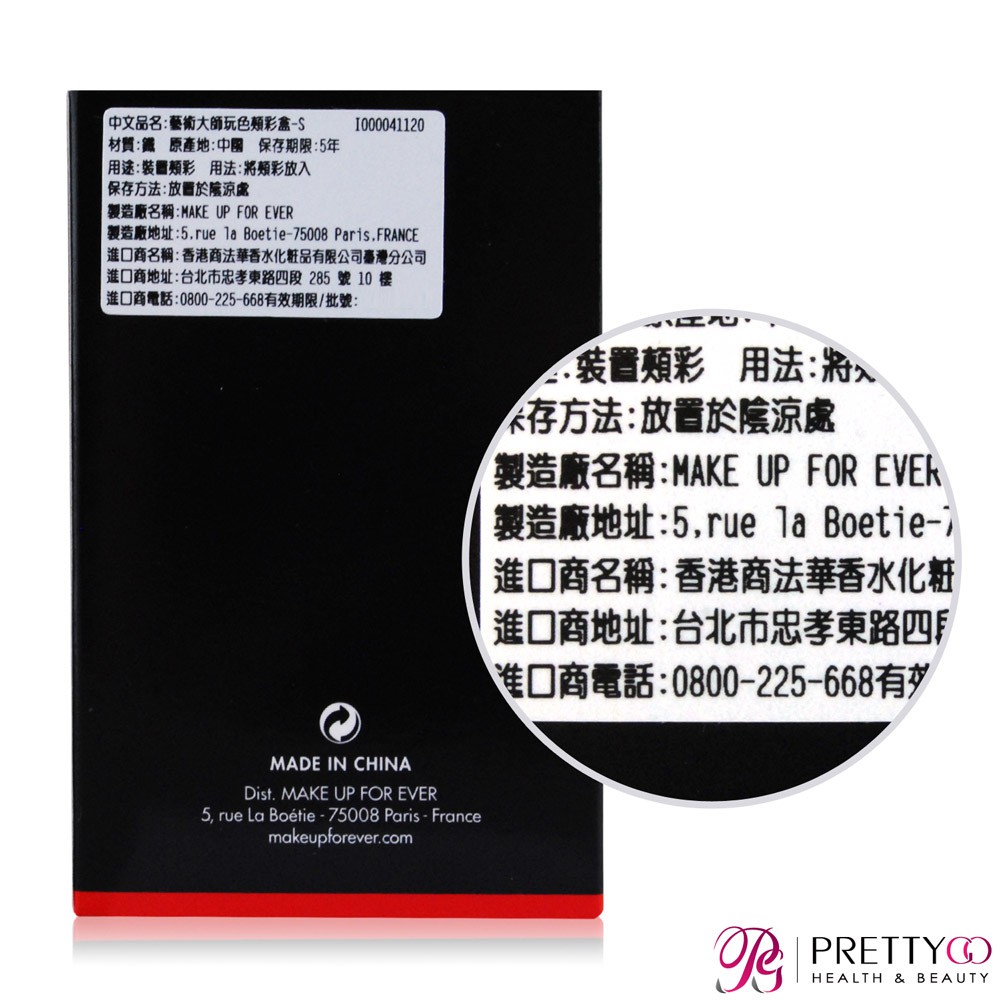 中文品名:藝術大師玩色頰彩盒-S I000041120
材質:鐵 原產地:中國 保存期限:5年
用途:裝置頰彩 用法:將頰彩放入
保存方法:放置於陰涼處
製造廠名稱:MAKE UP FOR EVER
製造廠地址:5,rue la Boetie-75008 Paris,FRANCE
進口商名稱:香港商法華香水化粧品有限公司臺灣分公司
進口商地址:台北市忠孝東路四段 285 號 10 樓
進口商電話:0800-225-668有效期限/批號:
裝置頰彩 用法:將頰
保存方法:放置於陰涼處
製造廠名稱:MAKE UP FOR EVER
製造廠地址:5,rue la Boetie-7
進口商名稱:香港商法華香水化粧
進口商地址:台北市忠孝東路四段
進口商電話:0800-225-668有效
MADE IN CHINA
Dist. MAKE UP FOR EVER
5, rue La Boétie - 75008 Paris - France
makeupforever.com
PRETTYGO
HEALTH & BEAUTY